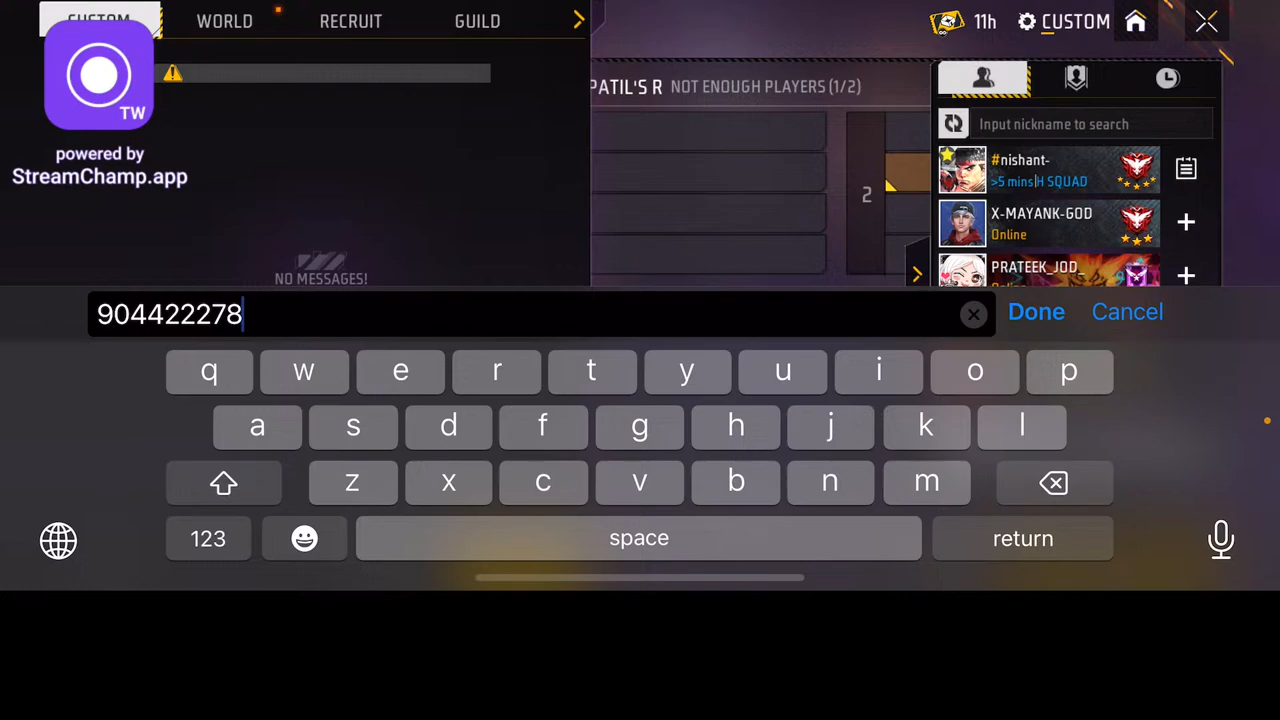 CUSTOM WORLD RECRUIT GUILD
11h CUSTOM
TW
powered by
StreamChamp.app
PATIL'S R NOT ENOUGH PLAYERS (1/2)
2
NO MESSAGES!
Input nickname to search
#nishant-
>5 mins|H SQUAD
X-MAYANK-GOD
Online
PRATEEK_JOD_
904422278
Done Cancel
q w e r t y u i o p
a s d f g h j k l
z x c v b n m
123 space return